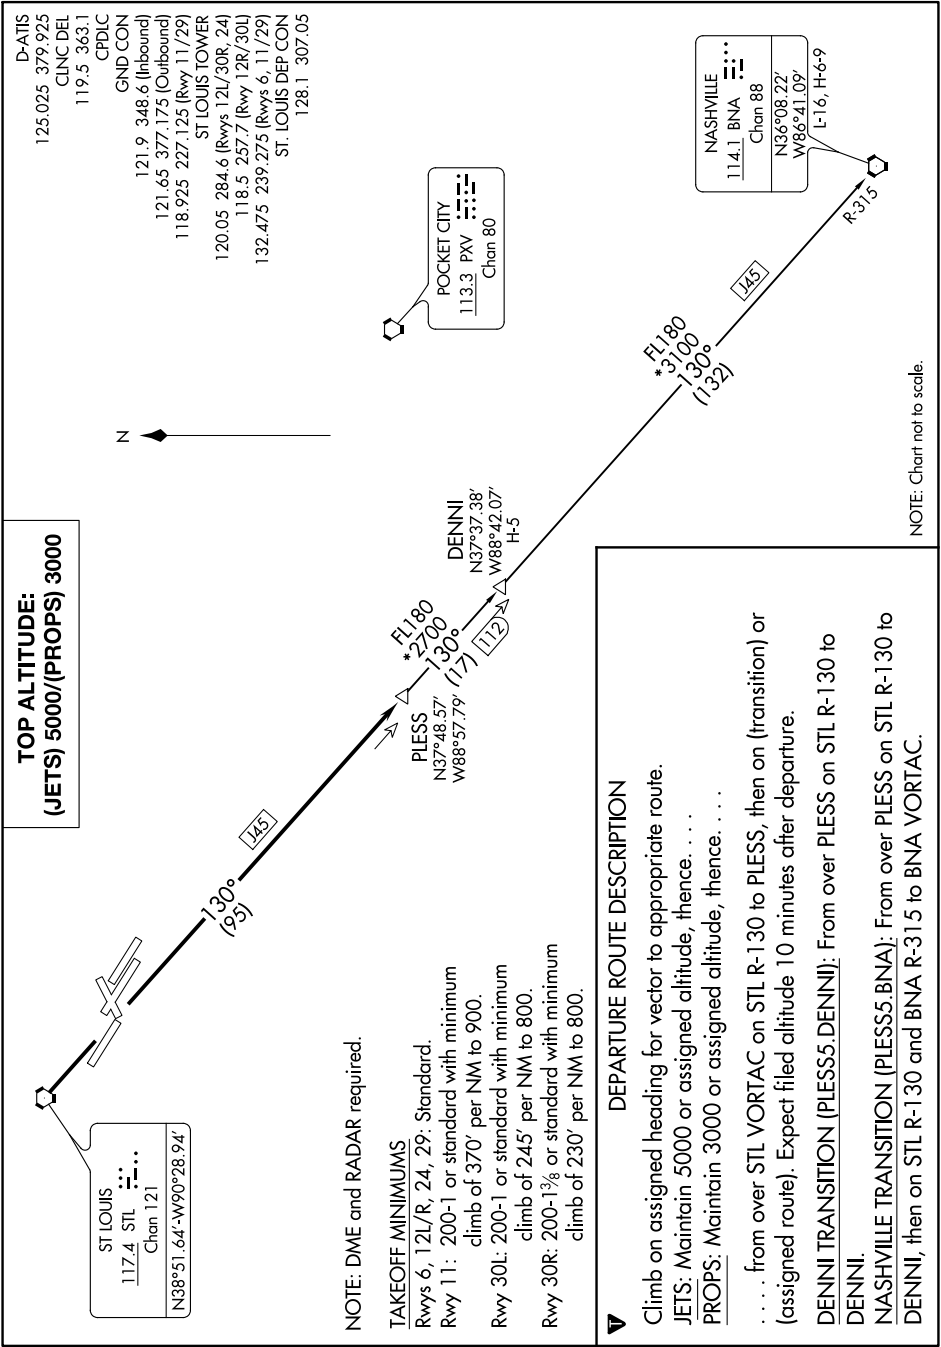 TOP ALTITUDE:
(JETS) 5000/(PROPS) 3000
D-ATIS
125.025 379.925
CLNC DEL
119.5 363.1
CPDLC
GND CON
121.9 348.6 (Inbound)
121.65 377.175 (Outbound)
118.925 227.125 (Rwy 11/29)
ST LOUIS TOWER
120.05 284.6 (Rwys 12L/30R, 24)
118.5 257.7 (Rwy 12R/30L)
132.475 239.275 (Rwys 6, 11/29)
ST. LOUIS DEP CON
128.1 307.05
ST LOUIS
117.4 STL
Chan 121
N38°51.64'-W90°28.94'
130°
(95)
J45
N
PLESS
N37°48.57'
W88°57.79'
FL180
*2700
130°
(17)
112
DENNI
N37°37.38'
W88°42.07'
H-5
POCKET CITY
113.3 PXV
Chan 80
FL180
*3100
130°
(132)
J45
R-315
NASHVILLE
114.1 BNA
Chan 88
N36°08.22'
W86°41.09'
L-16, H-6-9
NOTE: DME and RADAR required.
TAKEOFF MINIMUMS
Rwys 6, 12L/R, 24, 29: Standard.
Rwy 11: 200-1 or standard with minimum
climb of 370' per NM to 900.
Rwy 30L: 200-1 or standard with minimum
climb of 245' per NM to 800.
Rwy 30R: 200-1⅜ or standard with minimum
climb of 230' per NM to 800.
NOTE: Chart not to scale.
T
DEPARTURE ROUTE DESCRIPTION
Climb on assigned heading for vector to appropriate route.
JETS: Maintain 5000 or assigned altitude, thence. . . .
PROPS: Maintain 3000 or assigned altitude, thence. . . .
. . . . from over STL VORTAC on STL R-130 to PLESS, then on (transition) or
(assigned route). Expect filed altitude 10 minutes after departure.
DENNI TRANSITION (PLESS5.DENNI): From over PLESS on STL R-130 to
DENNI.
NASHVILLE TRANSITION (PLESS5.BNA): From over PLESS on STL R-130 to
DENNI, then on STL R-130 and BNA R-315 to BNA VORTAC.